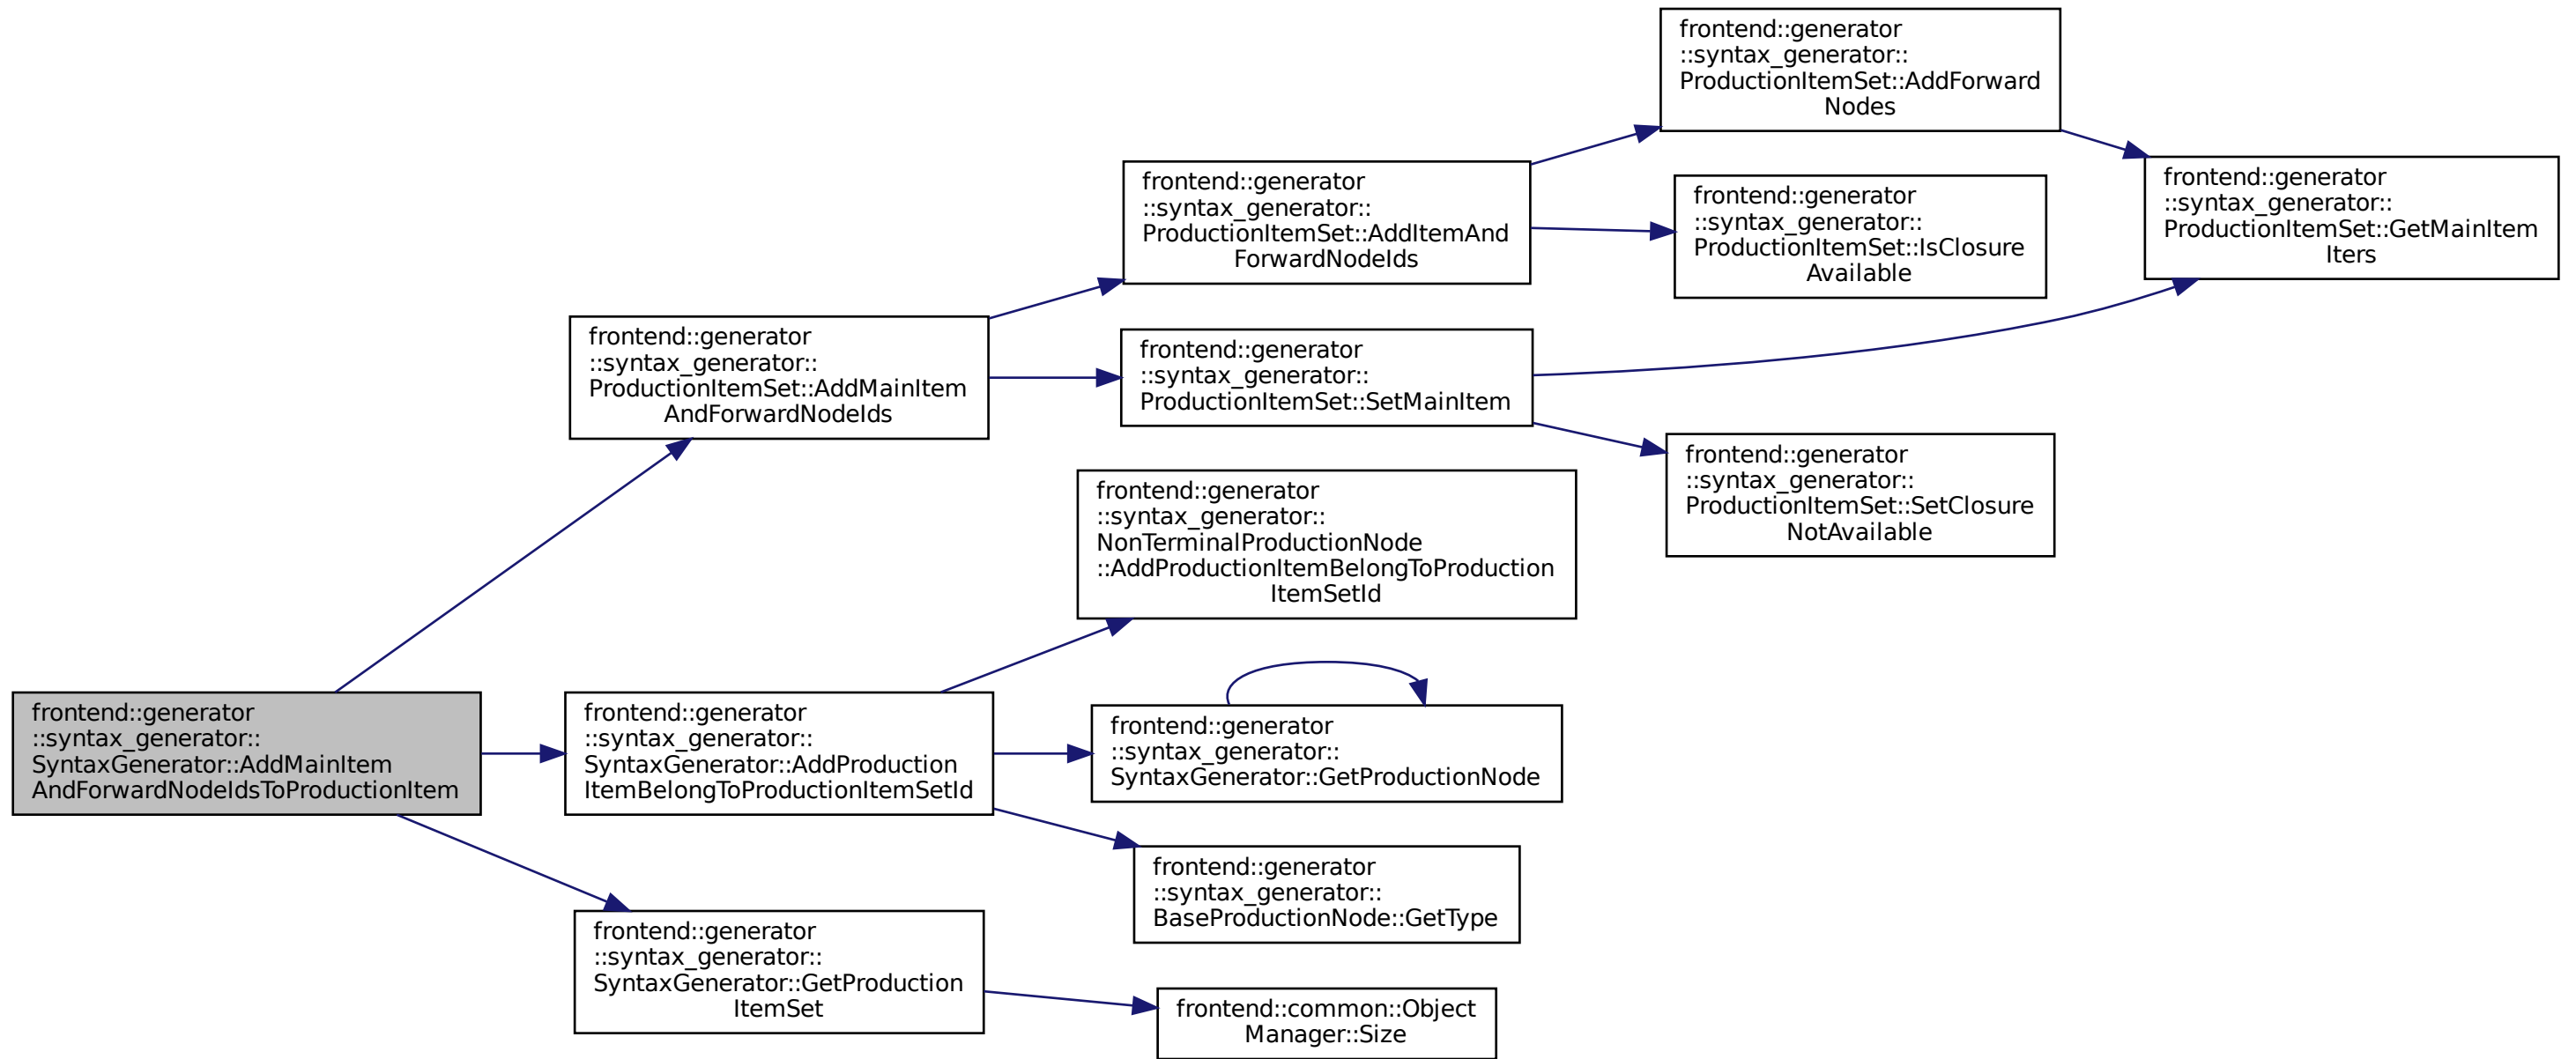 frontend::generator
::syntax_generator::
SyntaxGenerator::AddMainItem
AndForwardNodeIdsToProductionItem
frontend::generator
::syntax_generator::
ProductionItemSet::AddMainItem
AndForwardNodeIds
frontend::generator
::syntax_generator::
ProductionItemSet::AddItemAnd
ForwardNodeIds
frontend::generator
::syntax_generator::
ProductionItemSet::AddForward
Nodes
frontend::generator
::syntax_generator::
ProductionItemSet::GetMainItem
Iters
frontend::generator
::syntax_generator::
ProductionItemSet::IsClosure
Available
frontend::generator
::syntax_generator::
ProductionItemSet::SetMainItem
frontend::generator
::syntax_generator::
ProductionItemSet::SetClosure
NotAvailable
frontend::generator
::syntax_generator::
SyntaxGenerator::AddProduction
ItemBelongToProductionItemSetId
frontend::generator
::syntax_generator::
NonTerminalProductionNode
::AddProductionItemBelongToProduction
ItemSetId
frontend::generator
::syntax_generator::
SyntaxGenerator::GetProductionNode
frontend::generator
::syntax_generator::
BaseProductionNode::GetType
frontend::generator
::syntax_generator::
SyntaxGenerator::GetProduction
ItemSet
frontend::common::Object
Manager::Size